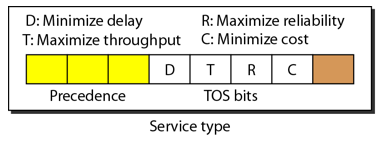 D: Minimize delay R: Maximize reliability
T: Maximize throughput C: Minimize cost
D T R C
Precedence TOS bits
Service type